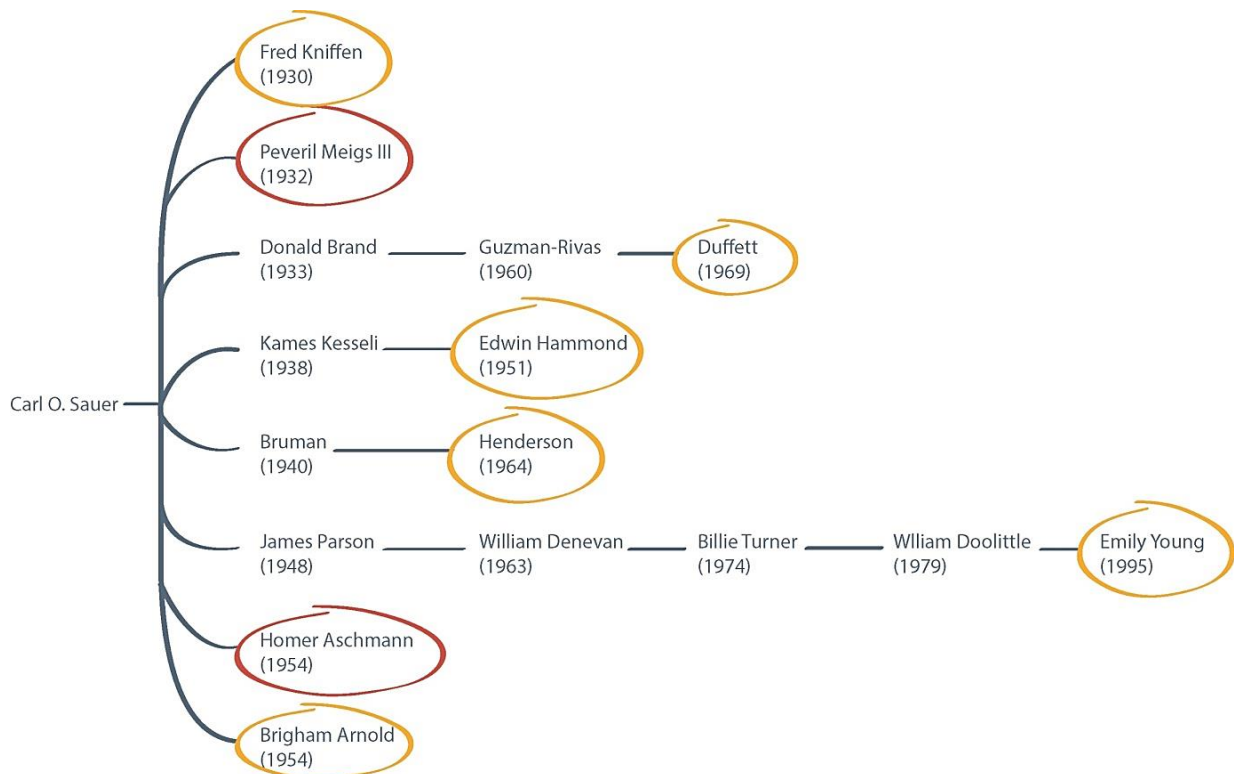 Fred Kniffen
(1930)
Peveril Meigs III
(1932)
Donald Brand
(1933)
Guzman-Rivas
(1960)
Duffett
(1969)
Kames Kesseli
(1938)
Edwin Hammond
(1951)
Carl O. Sauer
Bruman
(1940)
Henderson
(1964)
James Parson
(1948)
William Denevan
(1963)
Billie Turner
(1974)
Wlliam Doolittle
(1979)
Emily Young
(1995)
Homer Aschmann
(1954)
Brigham Arnold
(1954)